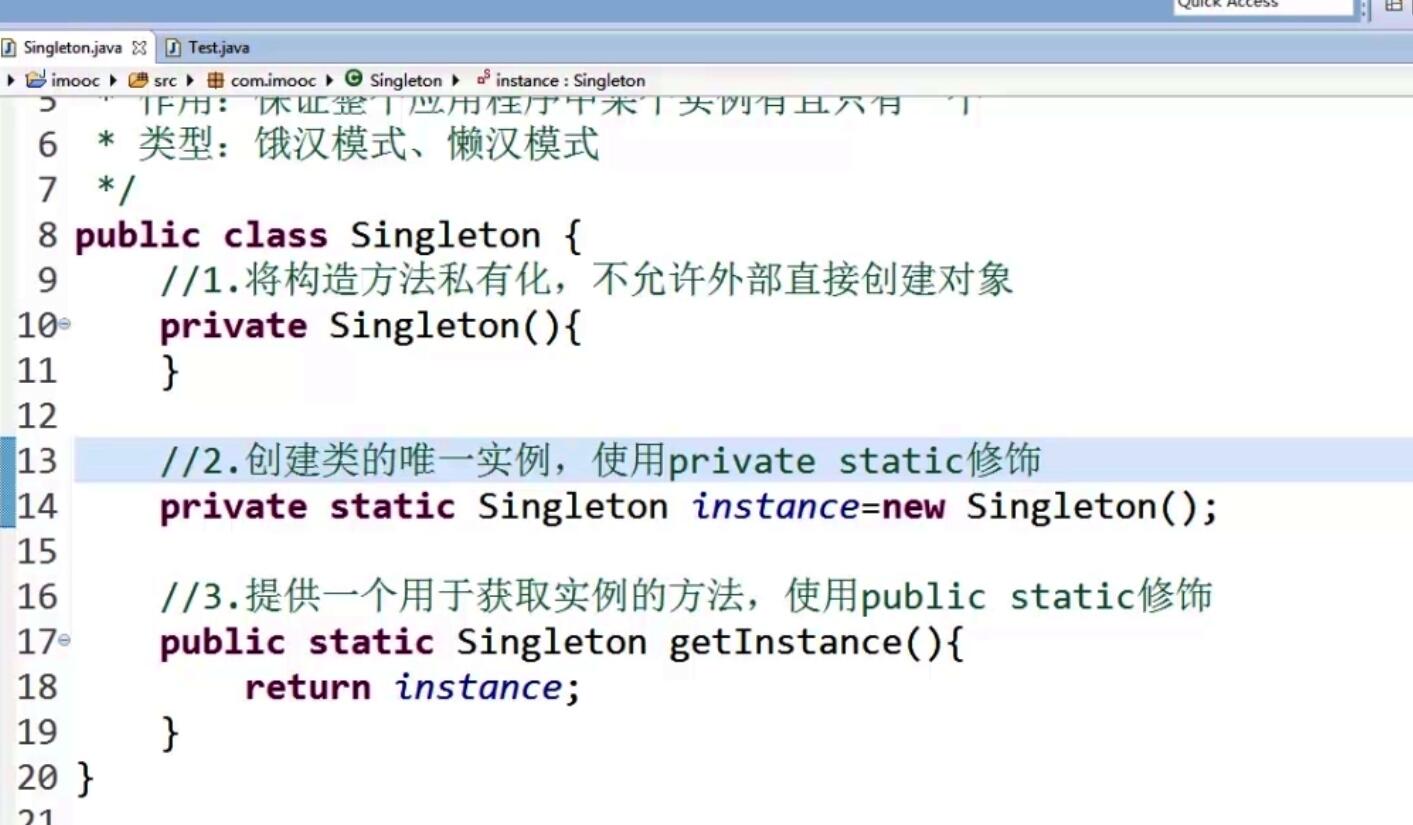 Quick Access
Singleton.java Test.java
imooc src com.imooc Singleton instance : Singleton
5 * 作用：保证整个应用程序中某个实例有且只有一个
6 * 类型：饿汉模式、懒汉模式
7 */
8 public class Singleton {
9 //1.将构造方法私有化，不允许外部直接创建对象
10 private Singleton(){
11 }
12
13 //2.创建类的唯一实例，使用private static修饰
14 private static Singleton instance=new Singleton();
15
16 //3.提供一个用于获取实例的方法，使用public static修饰
17 public static Singleton getInstance(){
18 return instance;
19 }
20 }
21